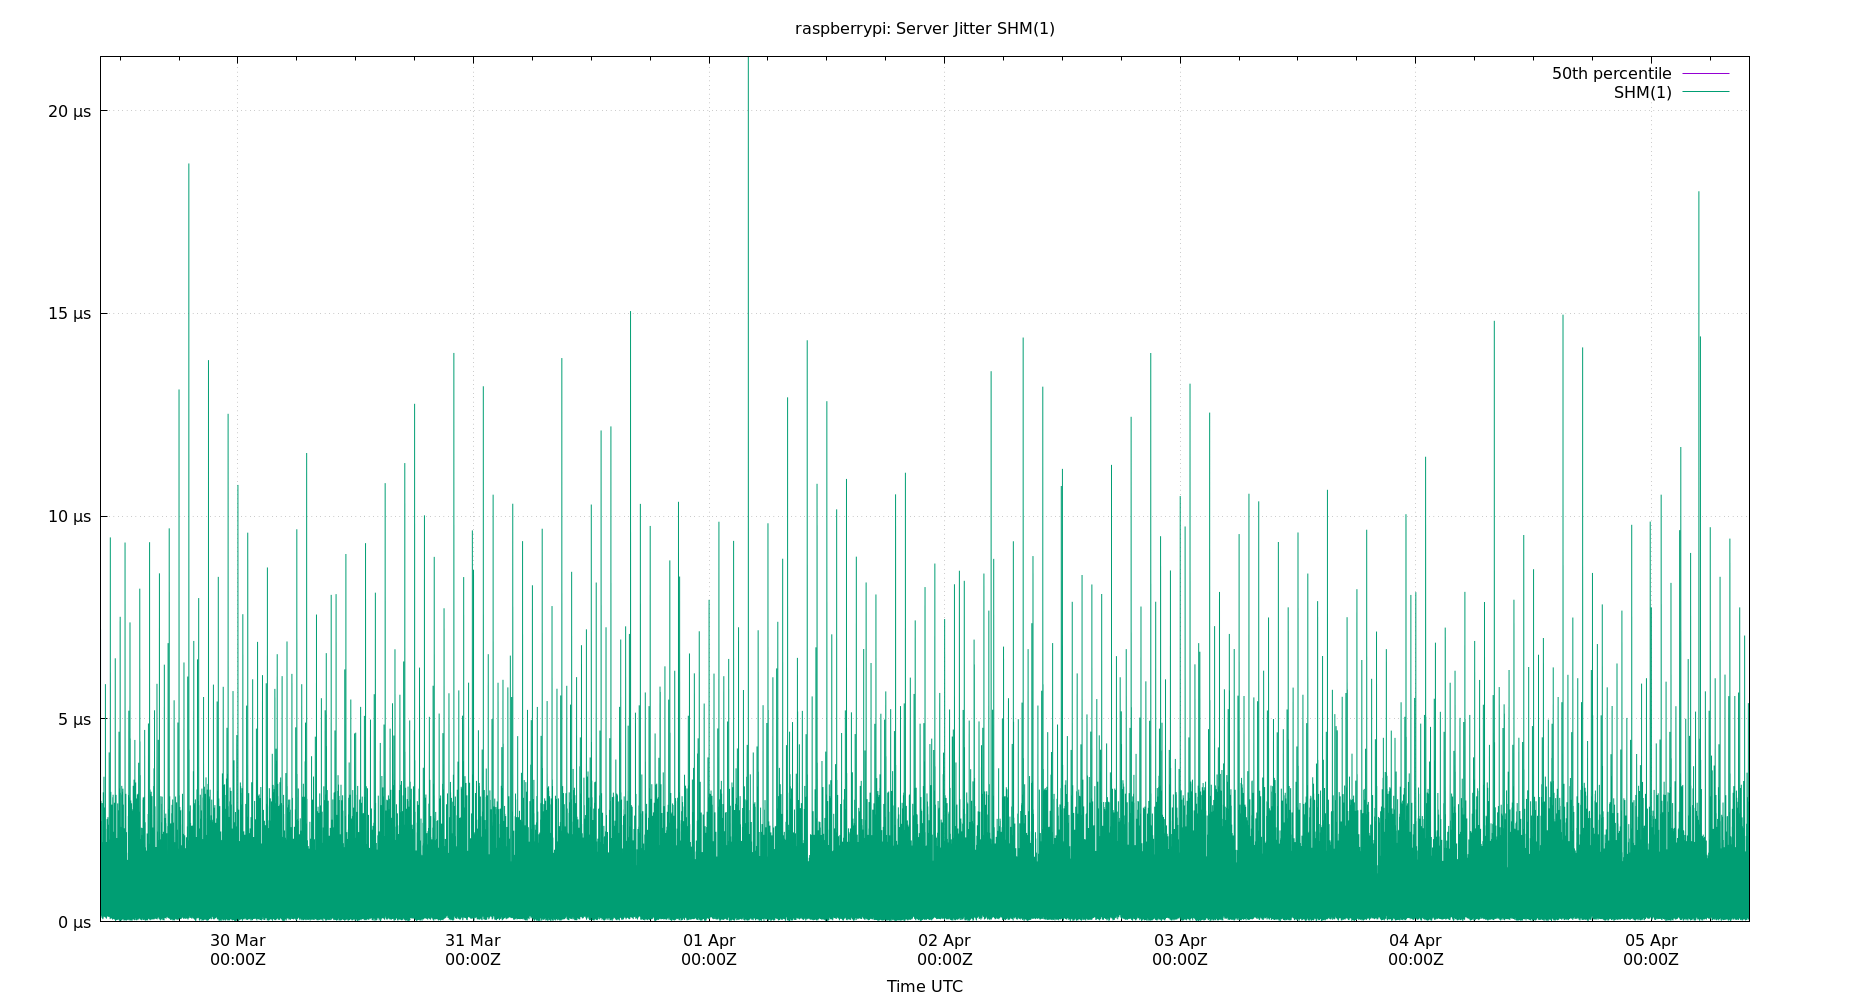 raspberrypi: Server Jitter SHM(1)
50th percentile
SHM(1)
20 µs
15 µs
10 µs
5 µs
0 µs
30 Mar 31 Mar 01 Apr 02 Apr 03 Apr 04 Apr 05 Apr
00:00Z 00:00Z 00:00Z 00:00Z 00:00Z 00:00Z 00:00Z
Time UTC